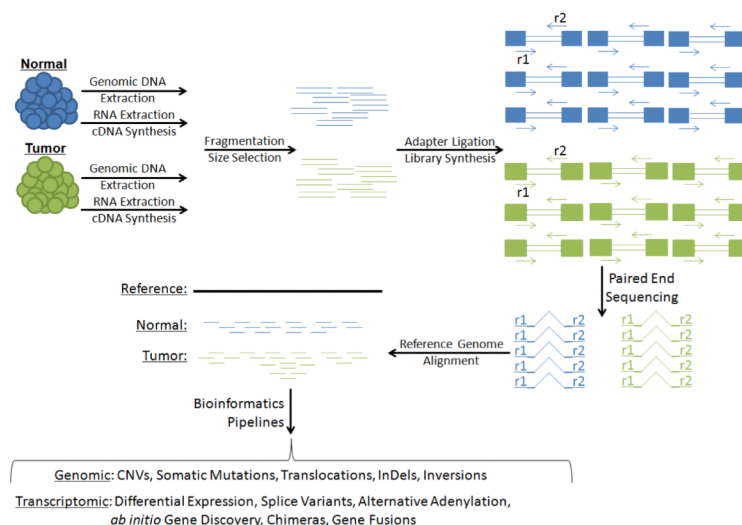 Normal
Genomic DNA
Extraction
RNA Extraction
cDNA Synthesis
Tumor
Genomic DNA
Extraction
RNA Extraction
cDNA Synthesis
Fragmentation
Size Selection
Adapter Ligation
Library Synthesis
r2
r1
r2
r1
Paired End
Sequencing
r1 r2 r1 r2
r1 r2 r1 r2
r1 r2 r1 r2
r1 r2 r1 r2
r1 r2 r1 r2
Reference Genome
Alignment
Reference:
Normal:
Tumor:
Bioinformatics
Pipelines
Genomic: CNVs, Somatic Mutations, Translocations, InDels, Inversions
Transcriptomic: Differential Expression, Splice Variants, Alternative Adenylation,
ab initio Gene Discovery, Chimeras, Gene Fusions